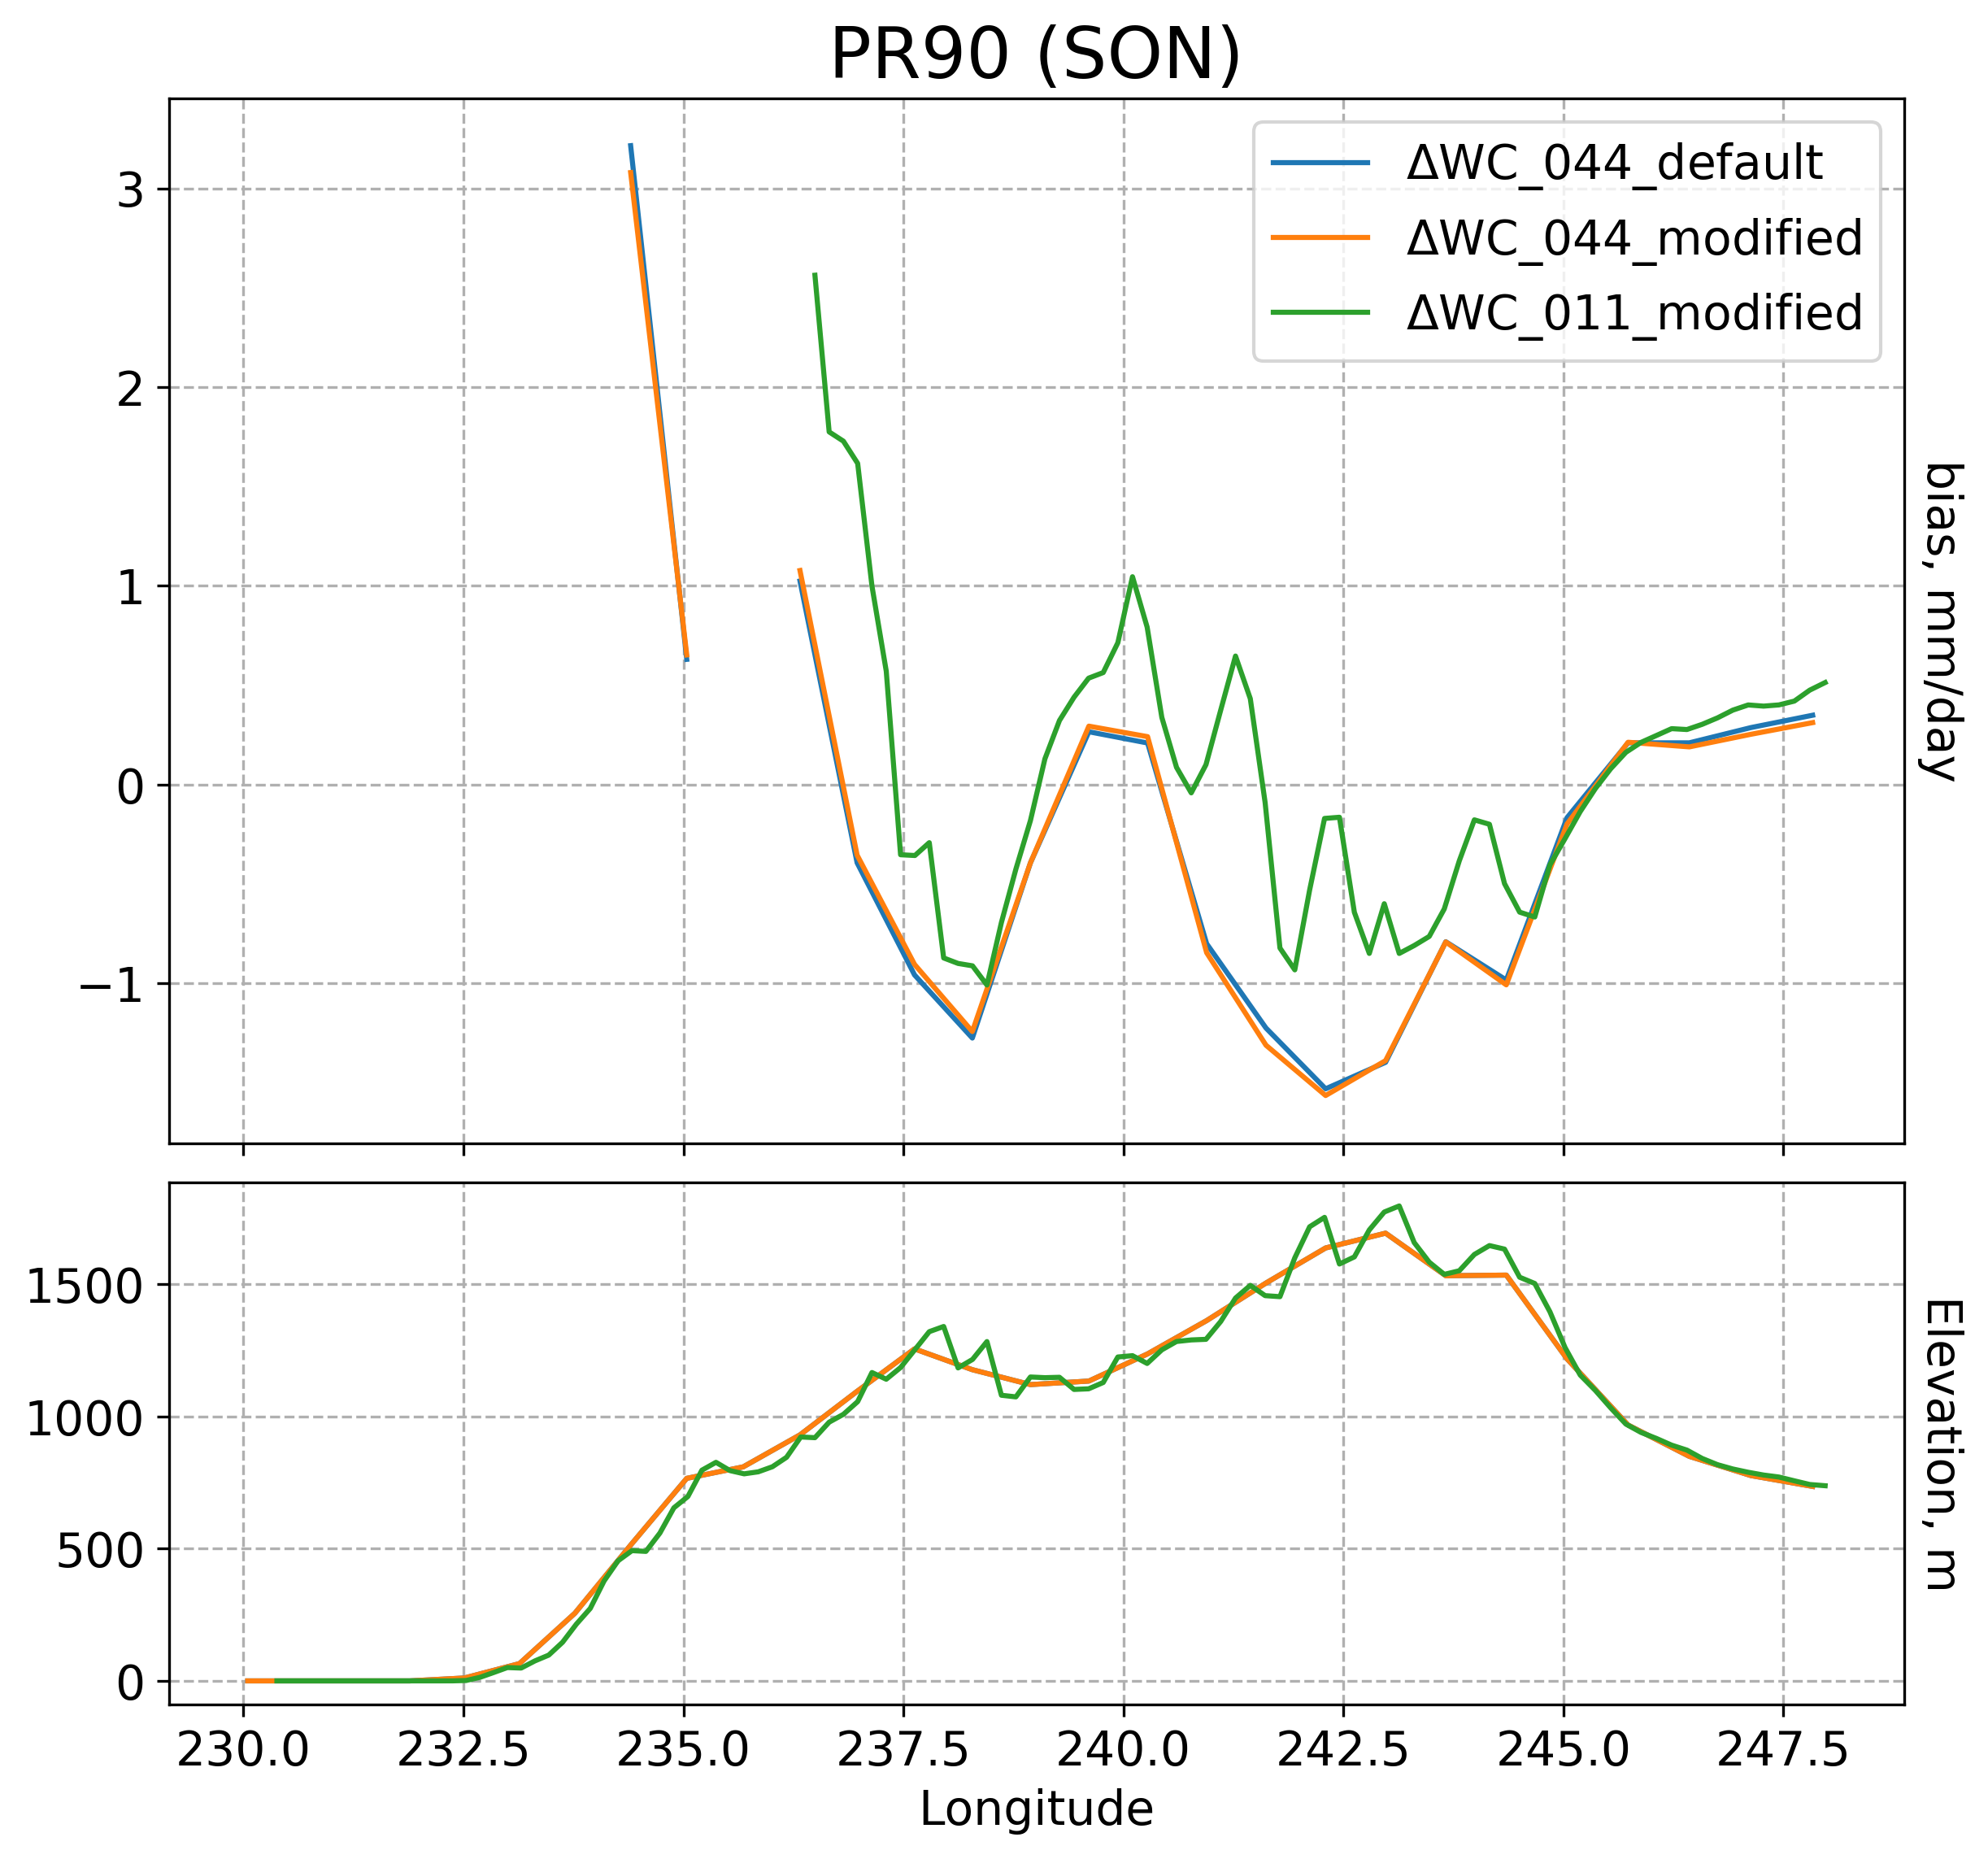 PR90 (SON)
ΔWC_044_default
ΔWC_044_modified
ΔWC_011_modified
3
2
1
0
−1
bias, mm/day
1500
1000
500
0
Elevation, m
230.0 232.5 235.0 237.5 240.0 242.5 245.0 247.5
Longitude